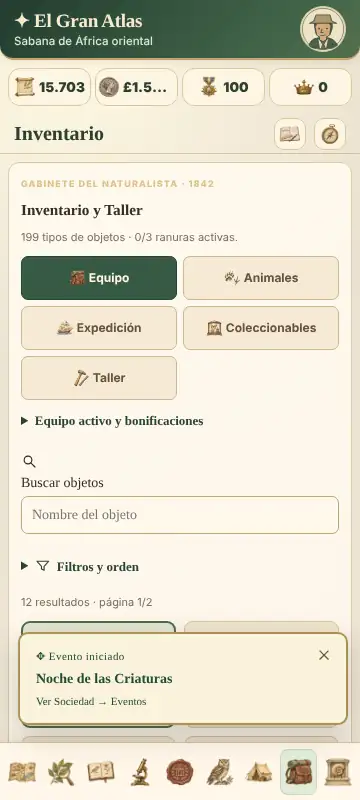 ✦ El Gran Atlas
Sabana de África oriental
15.703
£1.5...
100
0
Inventario
GABINETE DEL NATURALISTA · 1842
Inventario y Taller
199 tipos de objetos · 0/3 ranuras activas.
Equipo
Animales
Expedición
Coleccionables
Taller
Equipo activo y bonificaciones
Buscar objetos
Nombre del objeto
Filtros y orden
12 resultados · página 1/2
✥ Evento iniciado
Noche de las Criaturas
Ver Sociedad → Eventos